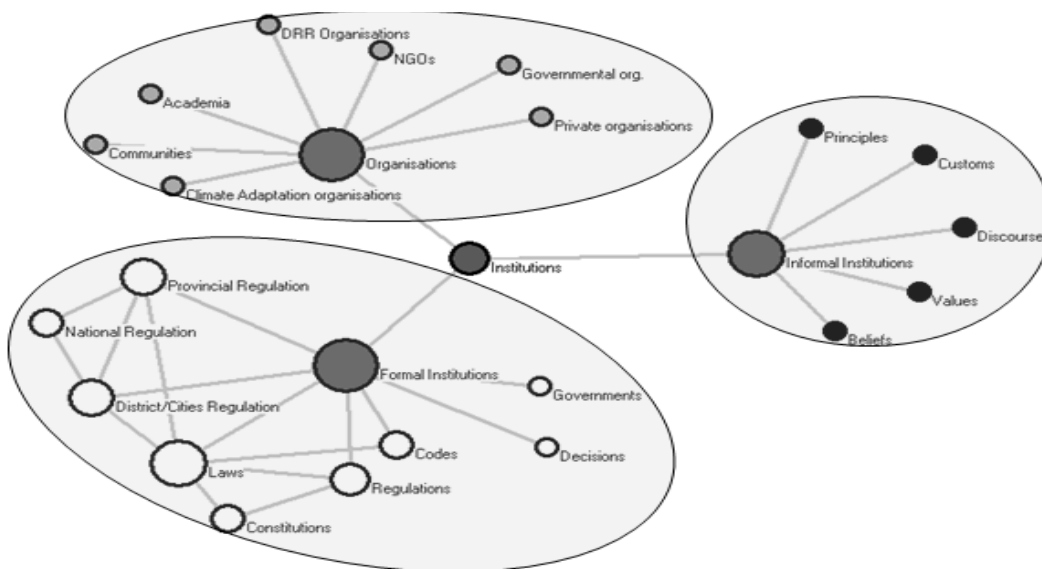 DRR Organisations
NGOs
Governmental org.
Academia
Private organisations
Communities
Organisations
Climate Adaptation organisations
Principles
Customs
Discourse
Informal Institutions
Values
Beliefs
Institutions
Provincial Regulation
National Regulation
Formal Institutions
Governments
District/Cities Regulation
Codes
Decisions
Laws
Regulations
Constitutions